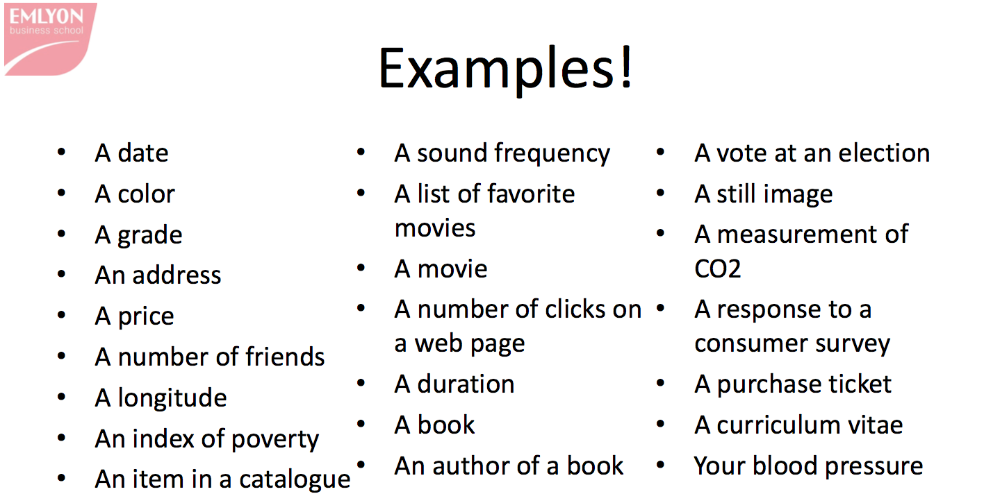 EMLYON
business school
Examples!
• A date
• A color
• A grade
• An address
• A price
• A number of friends
• A longitude
• An index of poverty
• An item in a catalogue
• A sound frequency
• A list of favorite
movies
• A movie
• A number of clicks on
a web page
• A duration
• A book
• An author of a book
• A vote at an election
• A still image
• A measurement of
CO2
• A response to a
consumer survey
• A purchase ticket
• A curriculum vitae
• Your blood pressure